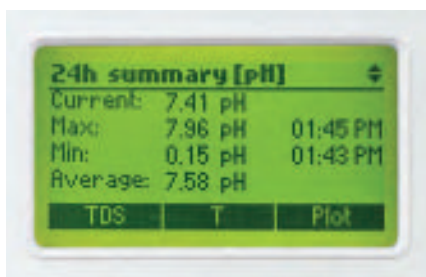 24h summary [pH]
Current: 7.41 pH
Max: 7.96 pH 01:45 PM
Min: 0.15 pH 01:43 PM
Average: 7.58 pH
TDS T Plot